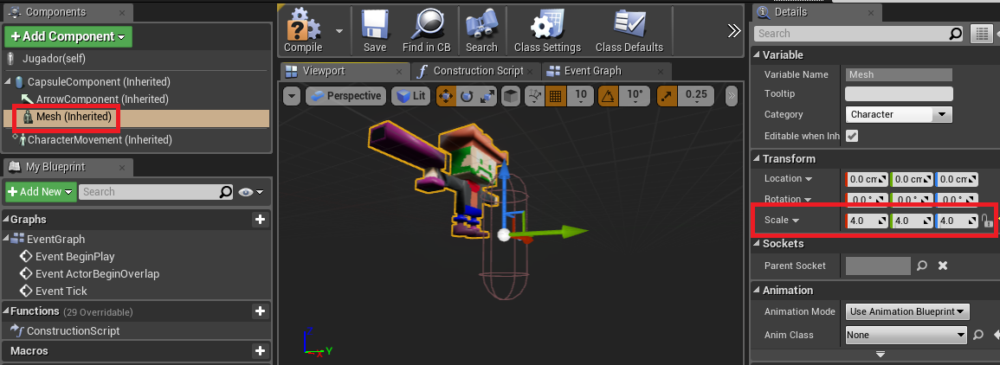 Components
+ Add Component
Jugador(self)
CapsuleComponent (Inherited)
ArrowComponent (Inherited)
Mesh (Inherited)
CharacterMovement (Inherited)
My Blueprint
+ Add New
Search
Graphs
EventGraph
Event BeginPlay
Event ActorBeginOverlap
Event Tick
Functions (29 Overridable)
ConstructionScript
Macros
Compile
Save
Find in CB
Search
Class Settings
Class Defaults
Viewport
Construction Script
Event Graph
Perspective
Lit
10
10°
0.25
Z
X
Y
Details
Search
Variable
Variable Name Mesh
Tooltip
Category Character
Editable when Inh
Transform
Location 0.0 cm 0.0 cm 0.0 cm
Rotation 0.0 ° 0.0 ° 0.0 °
Scale 4.0 4.0 4.0
Sockets
Parent Socket
Animation
Animation Mode Use Animation Blueprint
Anim Class None